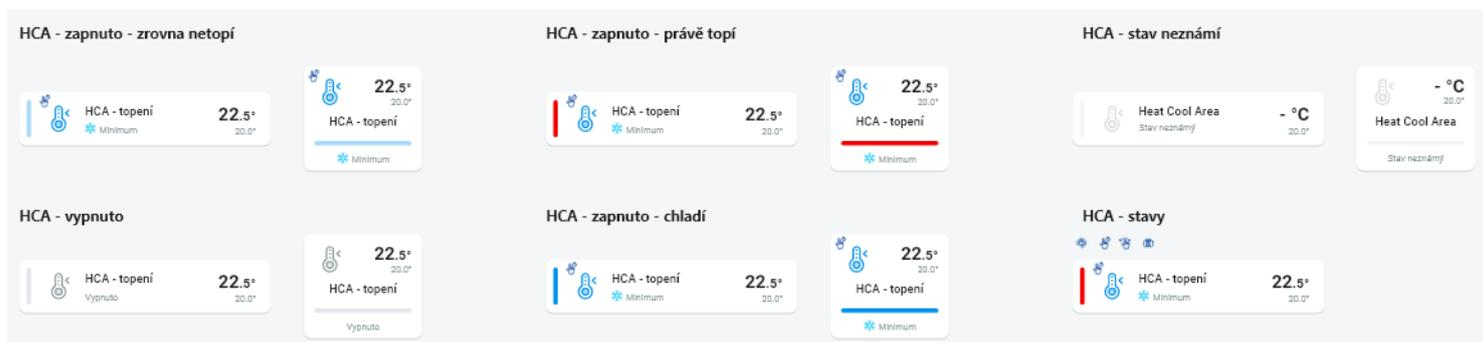 HCA - zapnuto - zrovna netopí
HCA - topení
Minimum
22.5°
20.0°
22.5°
20.0°
HCA - topení
Minimum
HCA - zapnuto - právě topí
HCA - topení
Minimum
22.5°
20.0°
22.5°
20.0°
HCA - topení
Minimum
HCA - stav neznámí
Heat Cool Area
Stav neznámý
- °C
20.0°
- °C
20.0°
Heat Cool Area
Stav neznámý
HCA - vypnuto
HCA - topení
Vypnuto
22.5°
20.0°
22.5°
20.0°
HCA - topení
Vypnuto
HCA - zapnuto - chladí
HCA - topení
Minimum
22.5°
20.0°
22.5°
20.0°
HCA - topení
Minimum
HCA - stavy
HCA - topení
Minimum
22.5°
20.0°